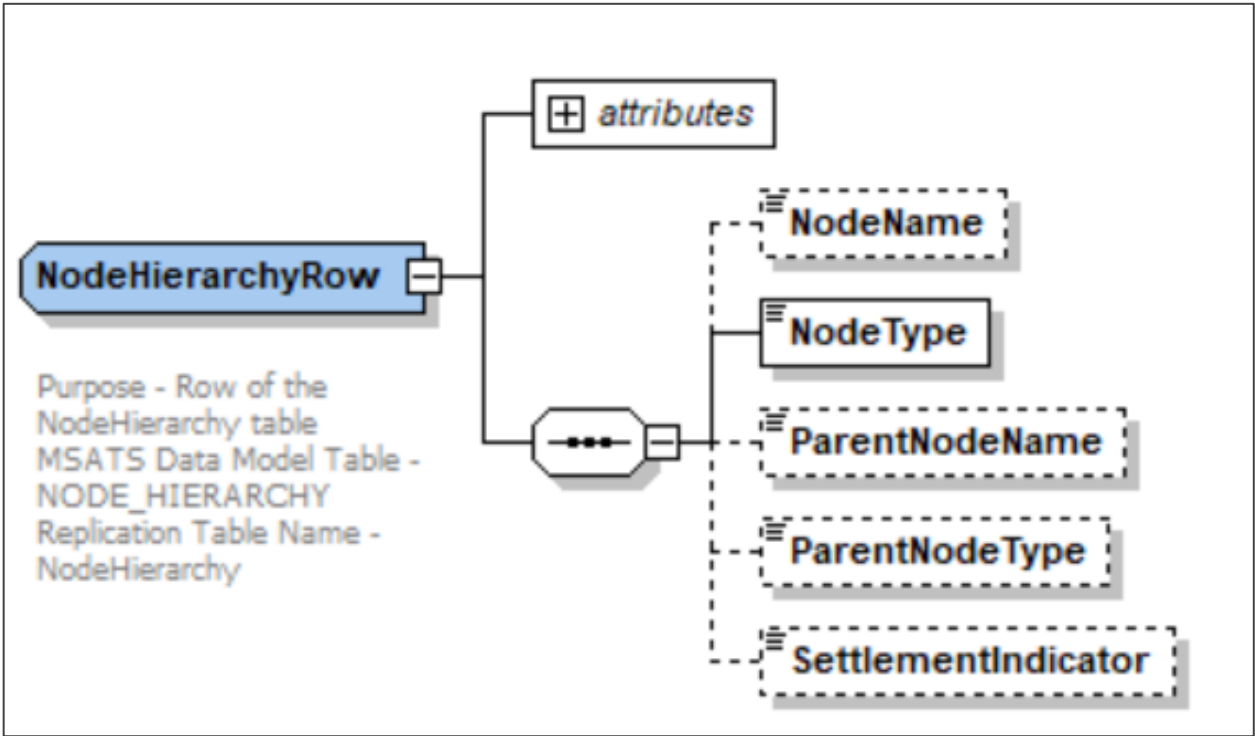 attributes
NodeName
NodeHierarchyRow
NodeType
Purpose - Row of the
NodeHierarchy table
MSATS Data Model Table -
NODE_HIERARCHY
Replication Table Name -
NodeHierarchy
ParentNodeName
ParentNodeType
SettlementIndicator